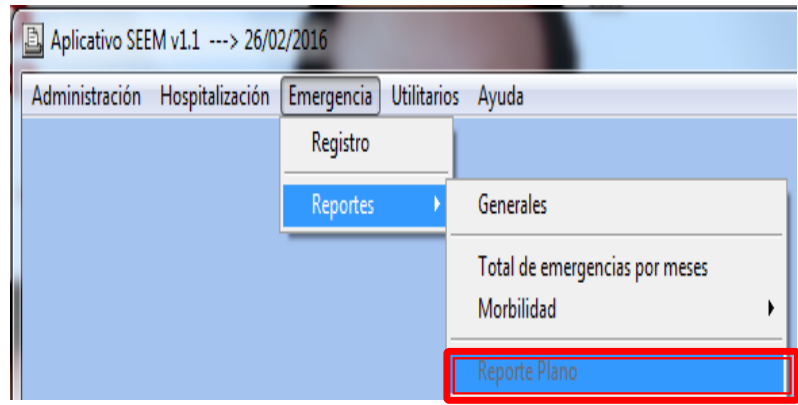 Aplicativo SEEM v1.1 ---> 26/02/2016
Administración Hospitalización Emergencia Utilitarios Ayuda
Registro
Reportes
Generales
Total de emergencias por meses
Morbilidad
Reporte Plano